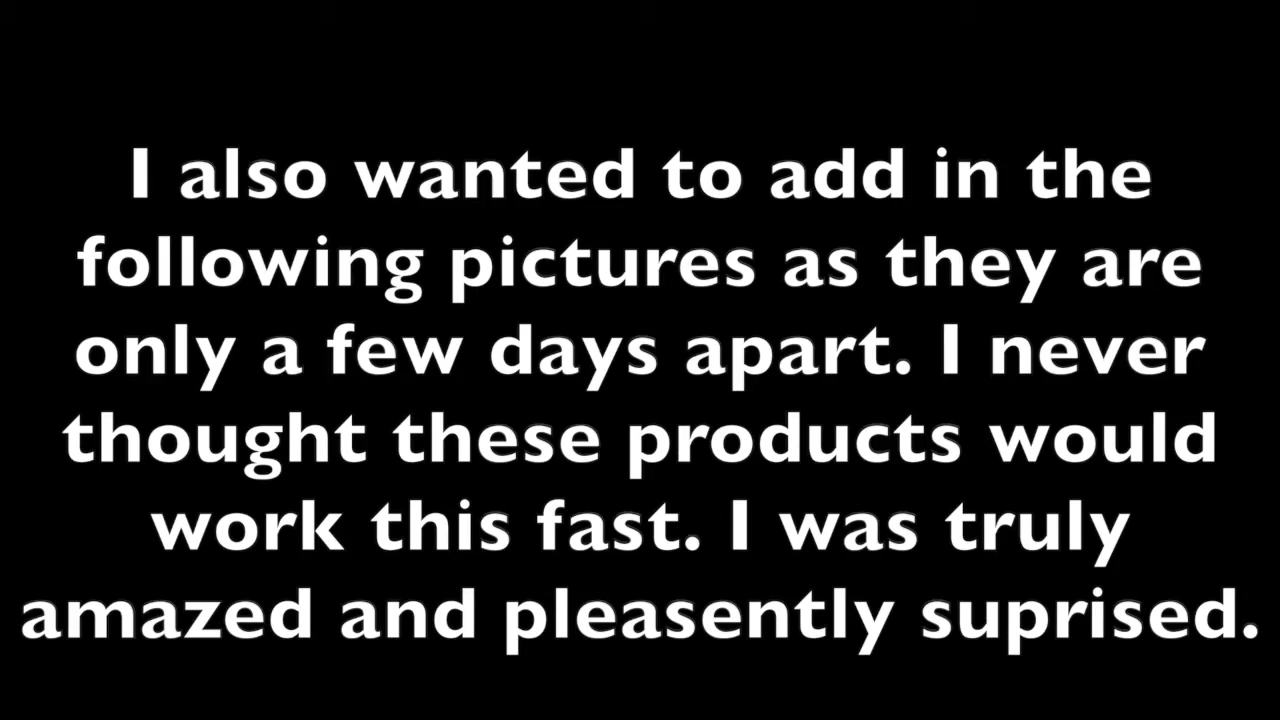 I also wanted to add in the
following pictures as they are
only a few days apart. I never
thought these products would
work this fast. I was truly
amazed and pleasently suprised.